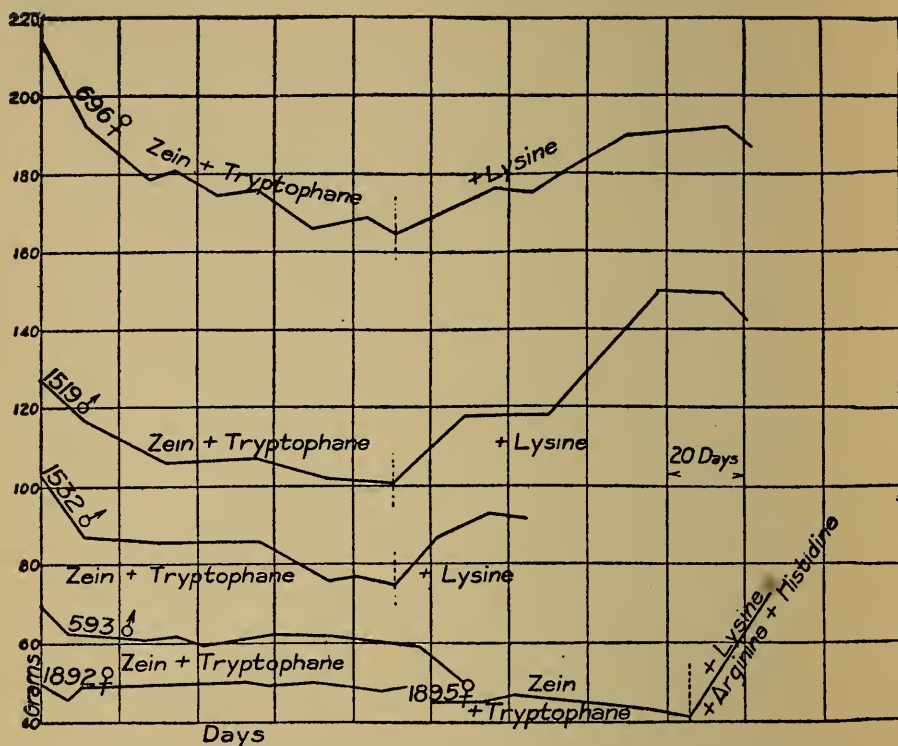 220
200
180
160
140
120
100
80
60
40
Grams
696♀
Zein + Tryptophane
+ Lysine
1519♂
Zein + Tryptophane
+ Lysine
20 Days
1532♂
Zein + Tryptophane
+ Lysine
593♂
Zein + Tryptophane
1892♀
1895♀
Zein
+Tryptophane
+ Lysine
+ Arginine + Histidine
Days